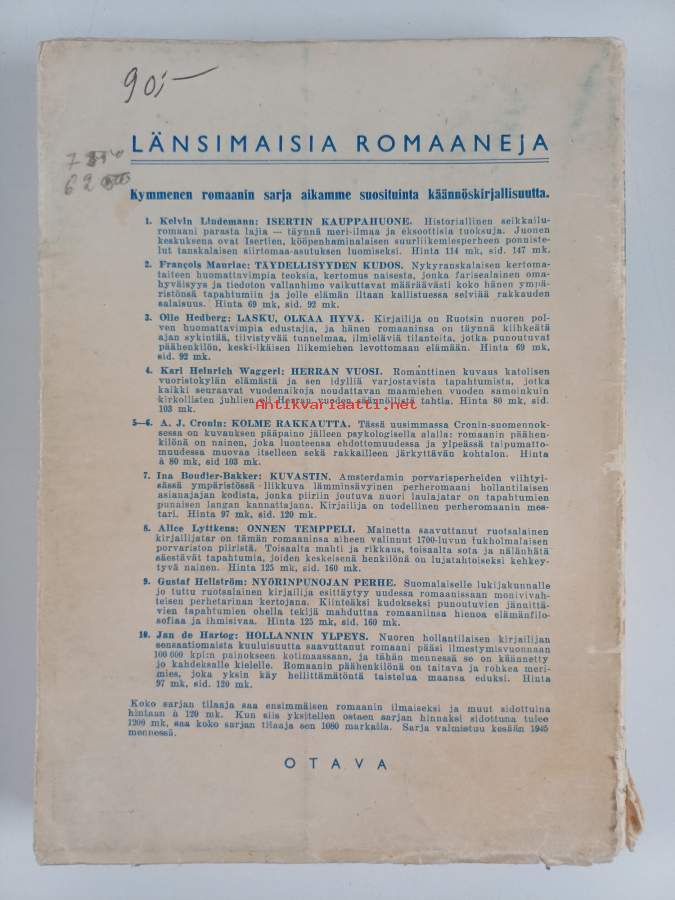 90:-
LÄNSIMAISIA ROMAANEJA
Kymmenen romaanin sarja aikamme suosituinta käännöskirjallisuutta.
1. Kelvin Lindemann: ISERTIN KAUPPAHUONE. Historiallinen seikkailu-
romaani parasta lajia — täynnä meri-ilmaa ja eksoottisia tuoksuja. Juonen
keskuksena ovat Isertien, kööpenhaminalaisen suurliikemiesperheen ponniste-
lut tanskalaisen siirtomaa-asutuksen luomiseksi. Hinta 114 mk, sid. 147 mk.
2. François Mauriac: TÄYDELLISYYDEN KUDOS. Nykyranskalaisen kertoma-
taiteen huomattavimpia teoksia, kertomus naisesta, jonka farisealainen oma-
hyväisyys ja tiedoton vallanhimo vaikuttavat määräävästi koko hänen ympä-
ristönsä tapahtumiin ja jolle elämän iltaan kallistuessa selviää rakkauden
salaisuus. Hinta 69 mk, sid. 92 mk.
3. Olle Hedberg: LASKU, OLKAA HYVÄ. Kirjailija on Ruotsin nuoren pol-
ven huomattavimpia edustajia, ja hänen romaaninsa on täynnä kiihkeätä
ajan sykintää, tiivistyvää tunnelmaa, ilmieläviä tilanteita, jotka punoutuvat
päähenkilön, keski-ikäisen liikemiehen levottomaan elämään. Hinta 69 mk,
sid. 92 mk.
4. Karl Heinrich Waggerl: HERRAN VUOSI. Romanttinen kuvaus katolisen
vuoristokylän elämästä ja sen idylliä varjostavista tapahtumista, jotka
kaikki seuraavat vuodenaikoja noudattavan maamiehen vuoden samoinkuin
kirkollisten juhlien eli Herran vuoden säännöllistä tahtia. Hinta 80 mk, sid.
103 mk.
Antikvariaatti.net
5—6. A. J. Cronin: KOLME RAKKAUTTA. Tässä uusimmassa Cronin-suomennok-
sessa on kuvauksen pääpaino jälleen psykologisella alalla: romaanin päähen-
kilönä on nainen, joka luonteensa ehdottomuudessa ja ylpeässä taipumatto-
muudessa muovaa itselleen sekä rakkailleen järkyttävän kohtalon. Hinta
à 80 mk, sid 103 mk.
7. Ina Boudier-Bakker: KUVASTIN. Amsterdamin porvarisperheiden viihtyi-
sässä ympäristössä liikkuva lämminsävyinen perheromaani hollantilaisen
asianajajan kodista, jonka piiriin joutuva nuori laulajatar on tapahtumien
punaisen langan kannattajana. Kirjailija on todellinen perheromaanin mes-
tari. Hinta 97 mk, sid. 120 mk.
8. Alice Lyttkens: ONNEN TEMPPELI. Mainetta saavuttanut ruotsalainen
kirjailijatar on tämän romaaninsa aiheen valinnut 1700-luvun tukholmalaisen
porvariston piiristä. Toisaalta mahti ja rikkaus, toisaalta sota ja nälänhätä
säestävät tapahtumia, joiden keskeisenä henkilönä on lujatahtoiseksi kehkey-
tyvä nainen. Hinta 125 mk, sid. 160 mk.
9. Gustaf Hellström: NYÖRINPUNOJAN PERHE. Suomalaiselle lukijakunnalle
jo tuttu ruotsalainen kirjailija esittäytyy uudessa romaanissaan monivivah-
teisen perhetarinan kertojana. Kiinteäksi kudokseksi punoutuvien jännittä-
vien tapahtumien ohella tekijä mahduttaa romaaniinsa hienoa elämänfilo-
sofiaa ja ihmisivaa. Hinta 125 mk, sid. 160 mk.
10. Jan de Hartog: HOLLANNIN YLPEYS. Nuoren hollantilaisen kirjailijan
sensaatiomaista kuuluisuutta saavuttanut romaani pääsi ilmestymisvuonnaan
100 000 kpl:n painokseen kotimaassaan, ja tähän mennessä se on käännetty
jo kahdeksalle kielelle. Romaanin päähenkilönä on taitava ja rohkea meri-
mies, joka yksin käy hellittämätöntä taistelua maansa eduksi. Hinta
97 mk, sid. 120 mk.
Koko sarjan tilaaja saa ensimmäisen romaanin ilmaiseksi ja muut sidottuina
hintaan à 120 mk. Kun siis yksitellen ostaen sarjan hinnaksi sidottuna tulee
1200 mk, saa koko sarjan tilaaja sen 1080 markalla. Sarja valmistuu kesään 1945
mennessä.
OTAVA